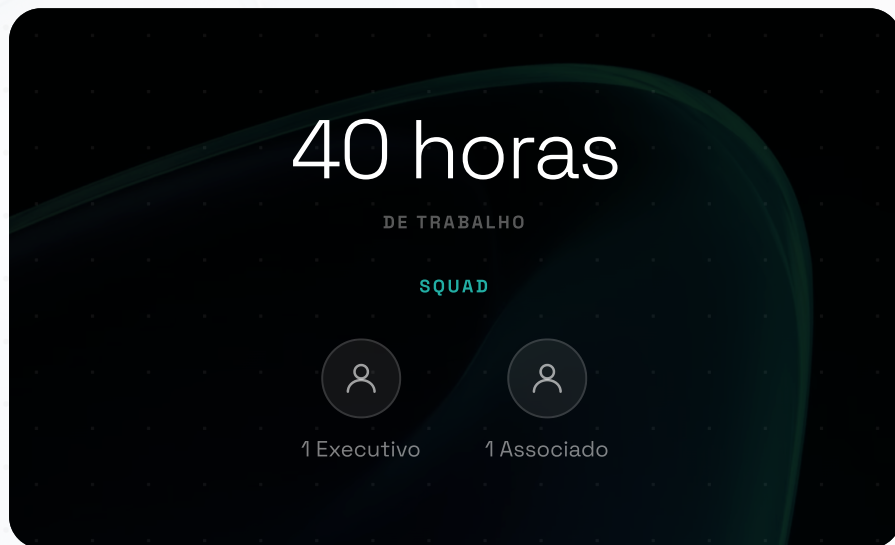 40 horas
DE TRABALHO
SQUAD
1 Executivo
1 Associado